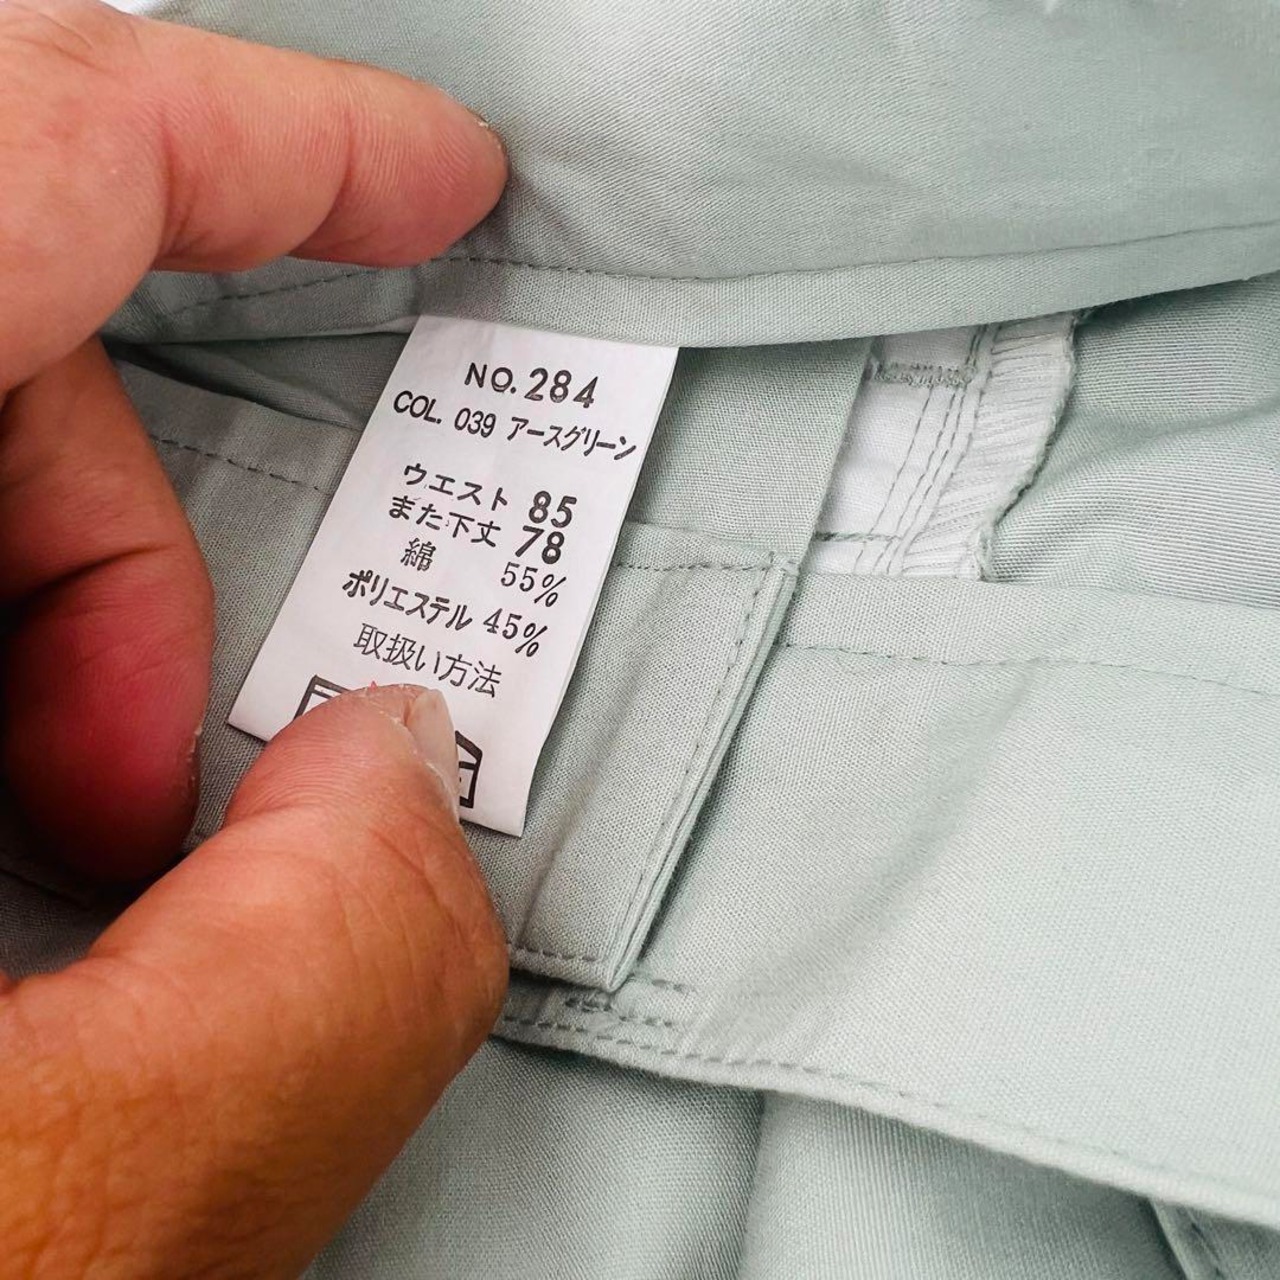 NO. 284
COL. 039 アースグリーン
ウエスト 85
また下丈 78
綿 55%
ポリエステル 45%
取扱い方法